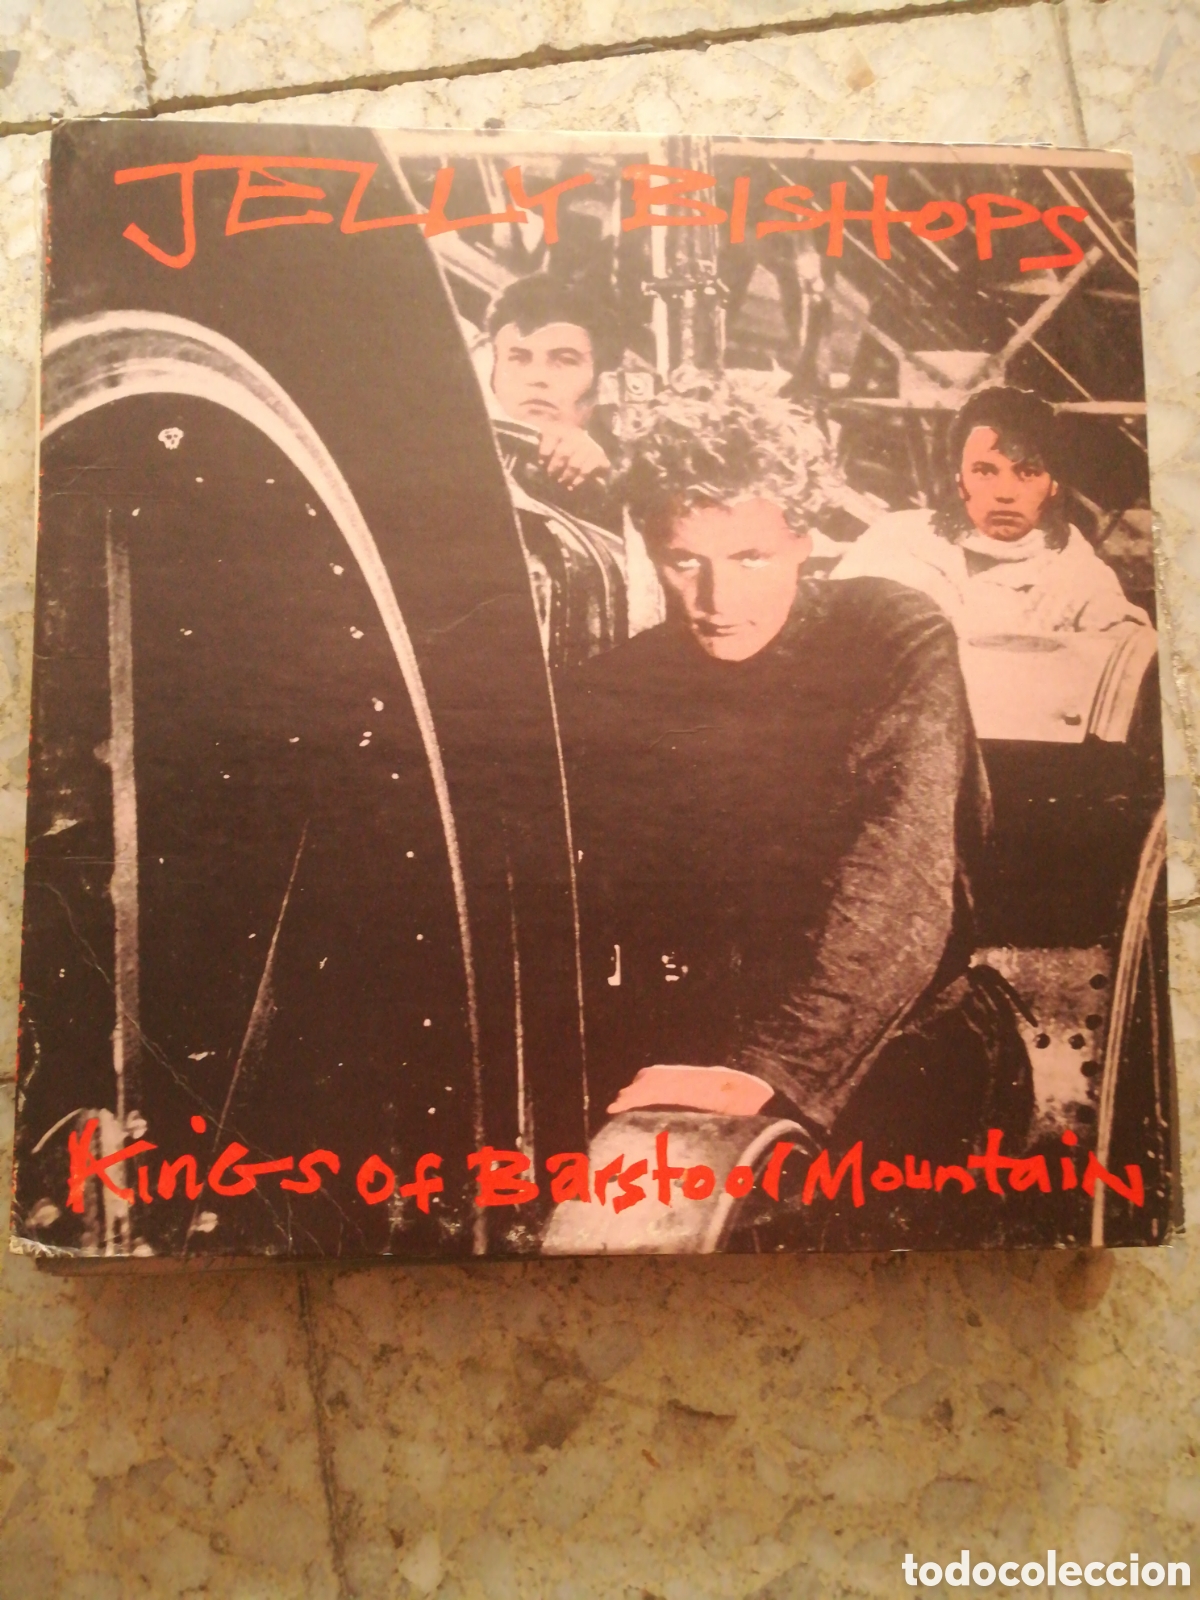 JELLY BISHOPS
Kings of Barstool Mountain
todocoleccion